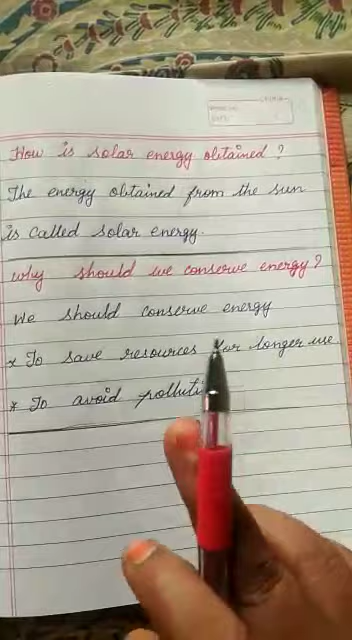 How is solar energy obtained ?
The energy obtained from the sun
is called solar energy.
Why should we conserve energy ?
We should conserve energy
* To save resources for longer use.
* To avoid